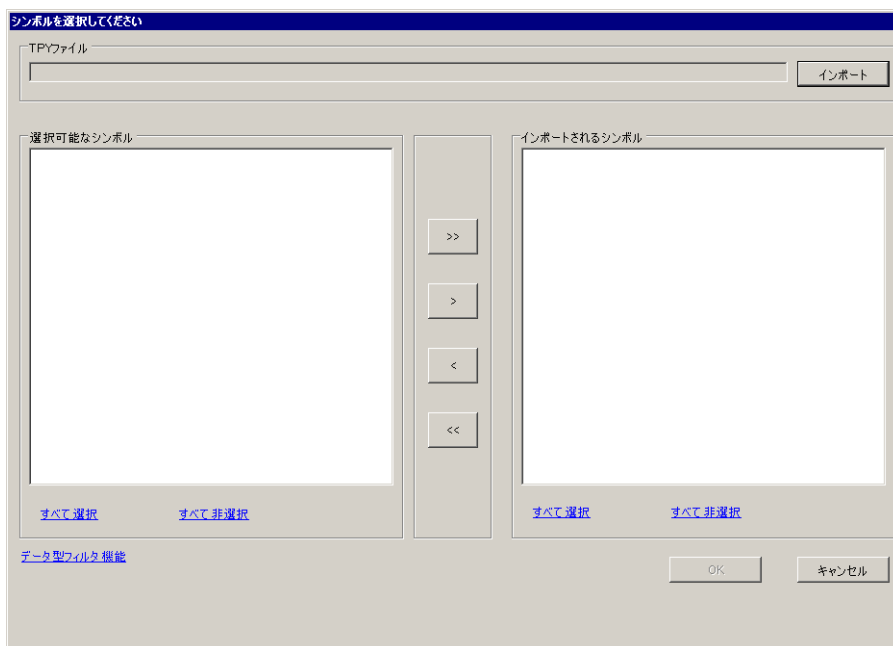 シンボルを選択してください
TPYファイル
インポート
選択可能なシンボル
インポートされるシンボル
>>
>
<
<<
すべて選択
すべて非選択
すべて選択
すべて非選択
データ型フィルタ機能
OK
キャンセル